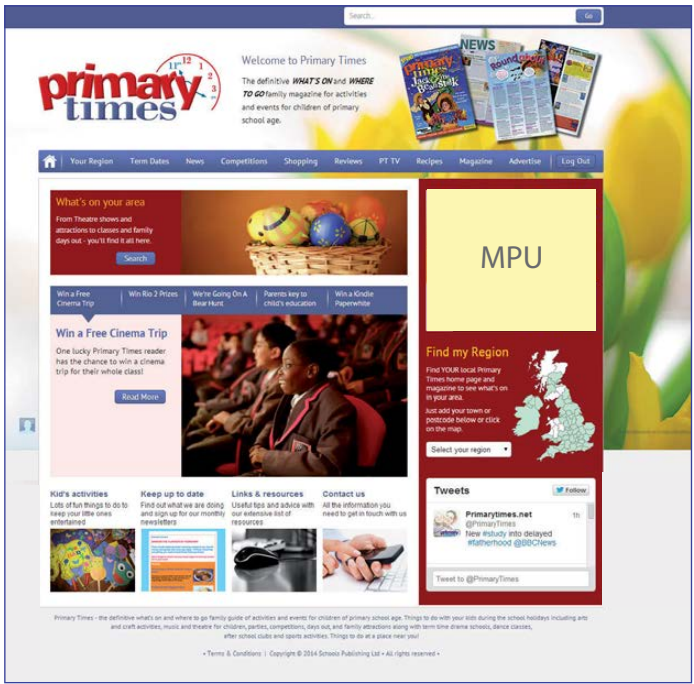 Search..
Go
primary
times
Welcome to Primary Times
The definitive WHAT'S ON and WHERE
TO GO family magazine for activities
and events for children of primary
school age.
primary
times
Jack
Beanstalk
NEWS
Round about
Your Region Term Dates News Competitions Shopping Reviews PT TV Recipes Magazine Advertise Log Out
What's on your area
From Theatre shows and
attractions to classes and family
days out - you'll find it all here.
Search
MPU
Win a Free
Cinema Trip
Win Rio 2 Prizes
We're Going On A
Bear Hunt
Parents key to
child's education
Win a Kindle
Paperwhite
Win a Free Cinema Trip
One lucky Primary Times reader
has the chance to win a cinema
trip for their whole class!
Read More
Find my Region
Find YOUR local Primary
Times home page and
magazine to see what's on
in your area.
Just add your town or
postcode below or click
on the map.
Select your region
Kid's activities
Lots of fun things to do to
keep your little ones
entertained
Keep up to date
Find out what we are doing
and sign up for our monthly
newsletters
Links & resources
Useful tips and advice with
our extensive list of
resources
Contact us
All the information you
need to get in touch with us
Tweets
Follow
Primarytimes.net 1h
@PrimaryTimes
New #study into delayed
#fatherhood @BBCNews
Tweet to @PrimaryTimes
Primary Times - the definitive what's on and where to go family guide of activities and events for children of primary school age. Things to do with your kids during the school holidays including arts
and craft activities, music and theatre for children, parties, competitions, days out, and family attractions along with term time drama schools, dance classes,
after school clubs and sports activities. Things to do at a place near you!
• Terms & Conditions | Copyright © 2014 Schools Publishing Ltd • All rights reserved •